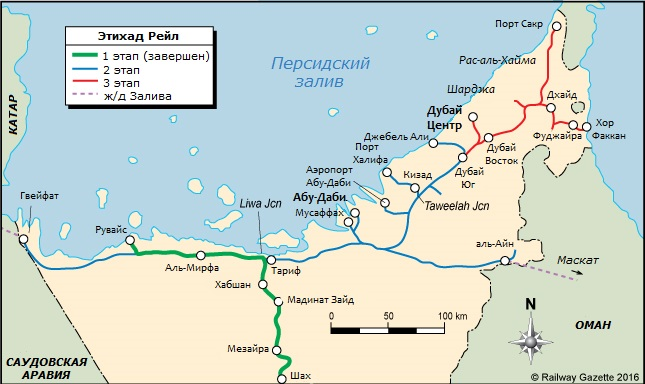 Этихад Рейл
1 этап (завершен)
2 этап
3 этап
ж/д Залива
Персидский
залив
КАТАР
Порт Сакр
Рас-аль-Хайма
Шарджа
Дубай
Центр
Дхайд
Джебель Али
Фуджайра
Хор
Факкан
Дубай
Восток
Порт
Халифа
Дубай
Юг
Аэропорт
Абу-Даби
Кизад
Taweelah Jcn
Абу-Даби
Мусаффах
Гвейфат
Liwa Jcn
Рувайс
аль-Айн
Маскат
Аль-Мирфа
Тариф
Хабшан
Мадинат Зайд
0
50
100 km
N
ОМАН
Мезайра
САУДОВСКАЯ
АРАВИЯ
Шах
© Railway Gazette 2016